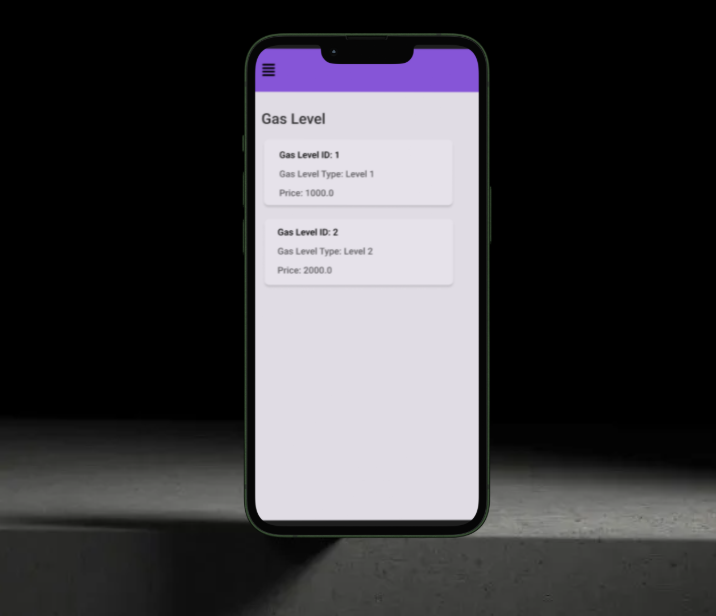 Gas Level
Gas Level ID: 1
Gas Level Type: Level 1
Price: 1000.0
Gas Level ID: 2
Gas Level Type: Level 2
Price: 2000.0